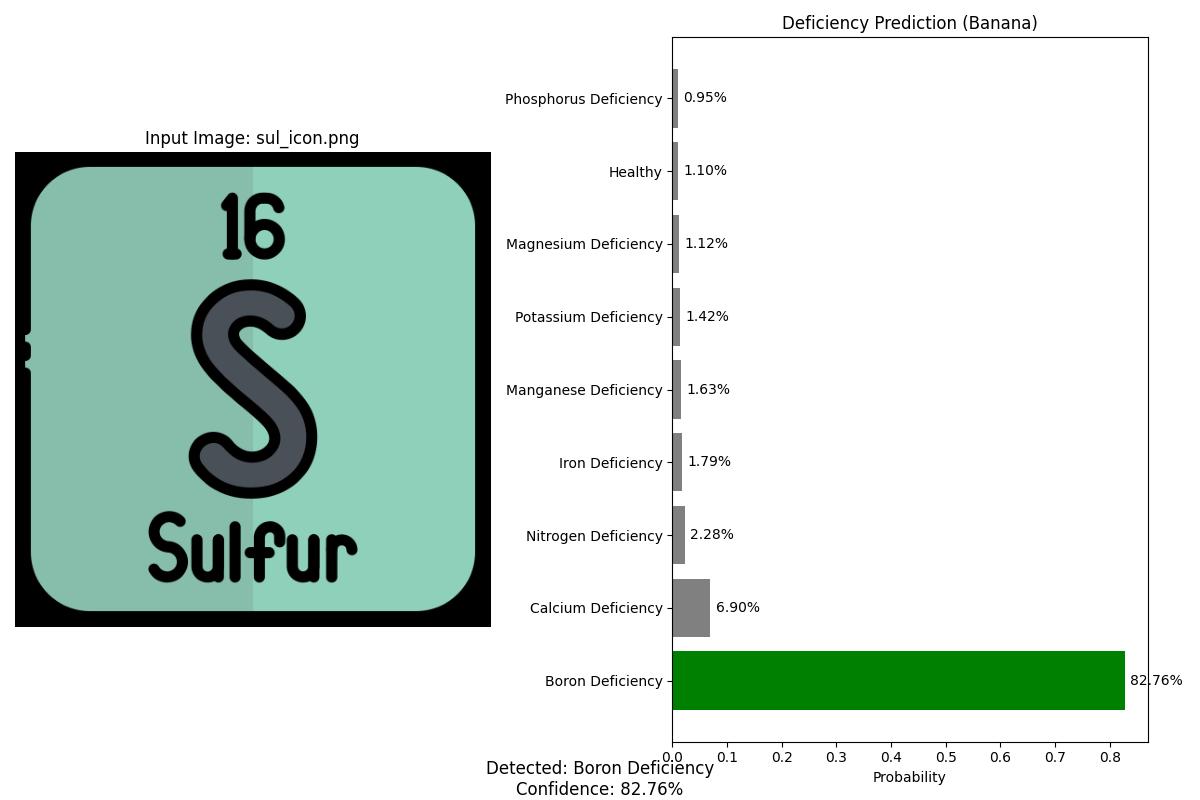 Deficiency Prediction (Banana)
Input Image: sul_icon.png
16
S
Sulfur
Phosphorus Deficiency 0.95%
Healthy 1.10%
Magnesium Deficiency 1.12%
Potassium Deficiency 1.42%
Manganese Deficiency 1.63%
Iron Deficiency 1.79%
Nitrogen Deficiency 2.28%
Calcium Deficiency 6.90%
Boron Deficiency 82.76%
0.0 0.1 0.2 0.3 0.4 0.5 0.6 0.7 0.8
Probability
Detected: Boron Deficiency
Confidence: 82.76%